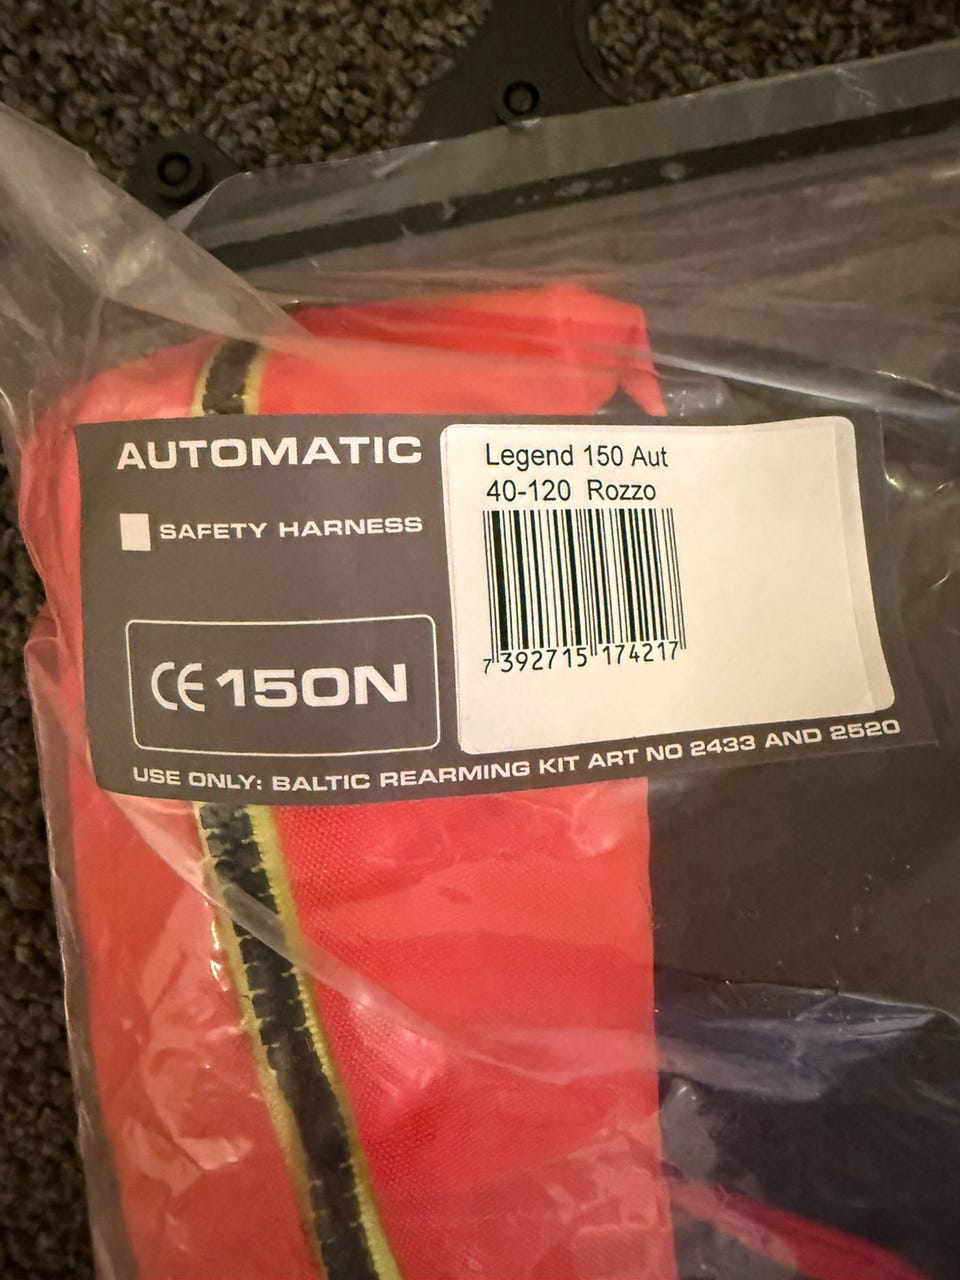 AUTOMATIC
SAFETY HARNESS
CE 150N
Legend 150 Aut
40-120 Rozzo
7 392715 174217
USE ONLY: BALTIC REARMING KIT ART NO 2433 AND 2520